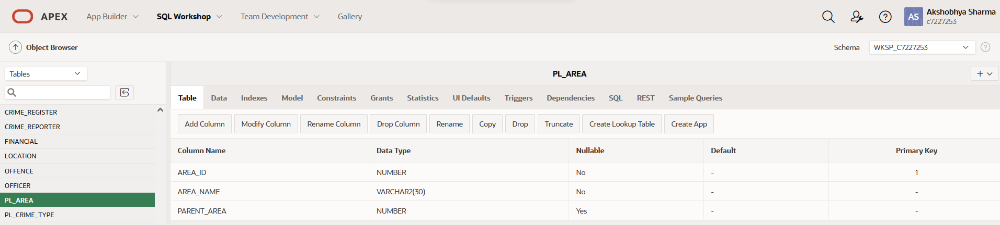 APEX App Builder SQL Workshop Team Development Gallery AS Akshobhya Sharma
c7227253
Object Browser Schema WKSP_C7227253
Tables PL_AREA
Table Data Indexes Model Constraints Grants Statistics UI Defaults Triggers Dependencies SQL REST Sample Queries
CRIME_REGISTER
CRIME_REPORTER
FINANCIAL
LOCATION
OFFENCE
OFFICER
PL_AREA
PL_CRIME_TYPE
Add Column Modify Column Rename Column Drop Column Rename Copy Drop Truncate Create Lookup Table Create App
Column Name Data Type Nullable Default Primary Key
AREA_ID NUMBER No - 1
AREA_NAME VARCHAR2(30) No - -
PARENT_AREA NUMBER Yes - -